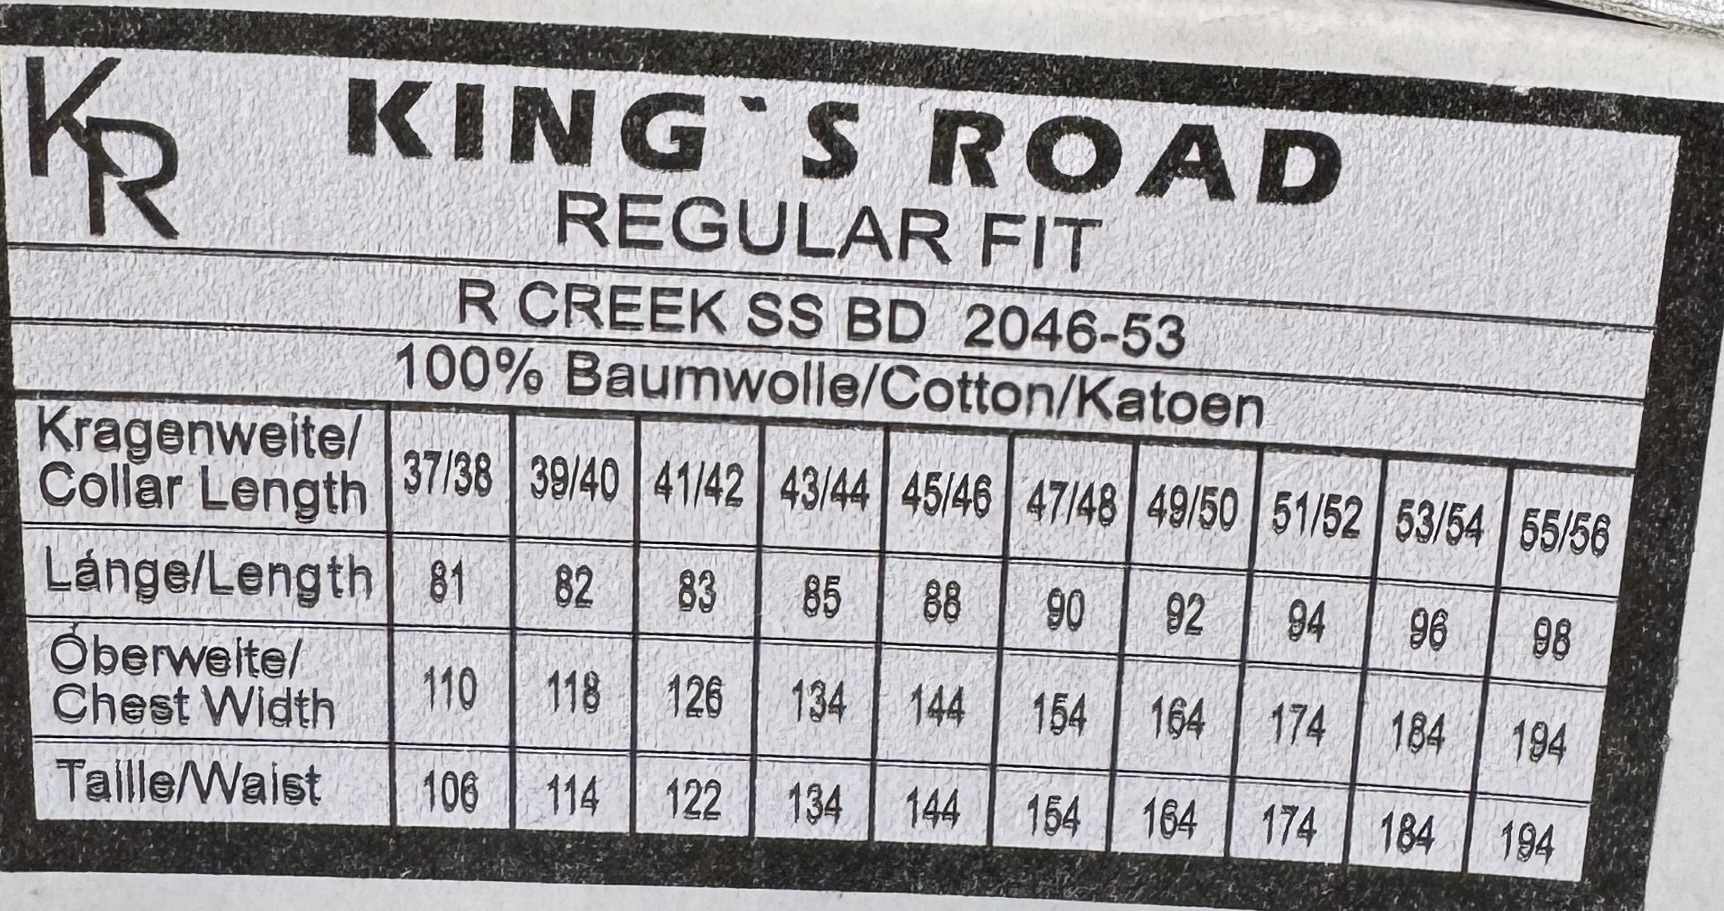 KR KING`S ROAD
REGULAR FIT
R CREEK SS BD 2046-53
100% Baumwolle/Cotton/Katoen
Kragenweite/
Collar Length 37/38 39/40 41/42 43/44 45/46 47/48 49/50 51/52 53/54 55/56
Lánge/Length 81 82 83 85 88 90 92 94 96 98
Óberweite/
Chest Width 110 118 126 134 144 154 164 174 184 194
Taille/Waist 106 114 122 134 144 154 164 174 184 194